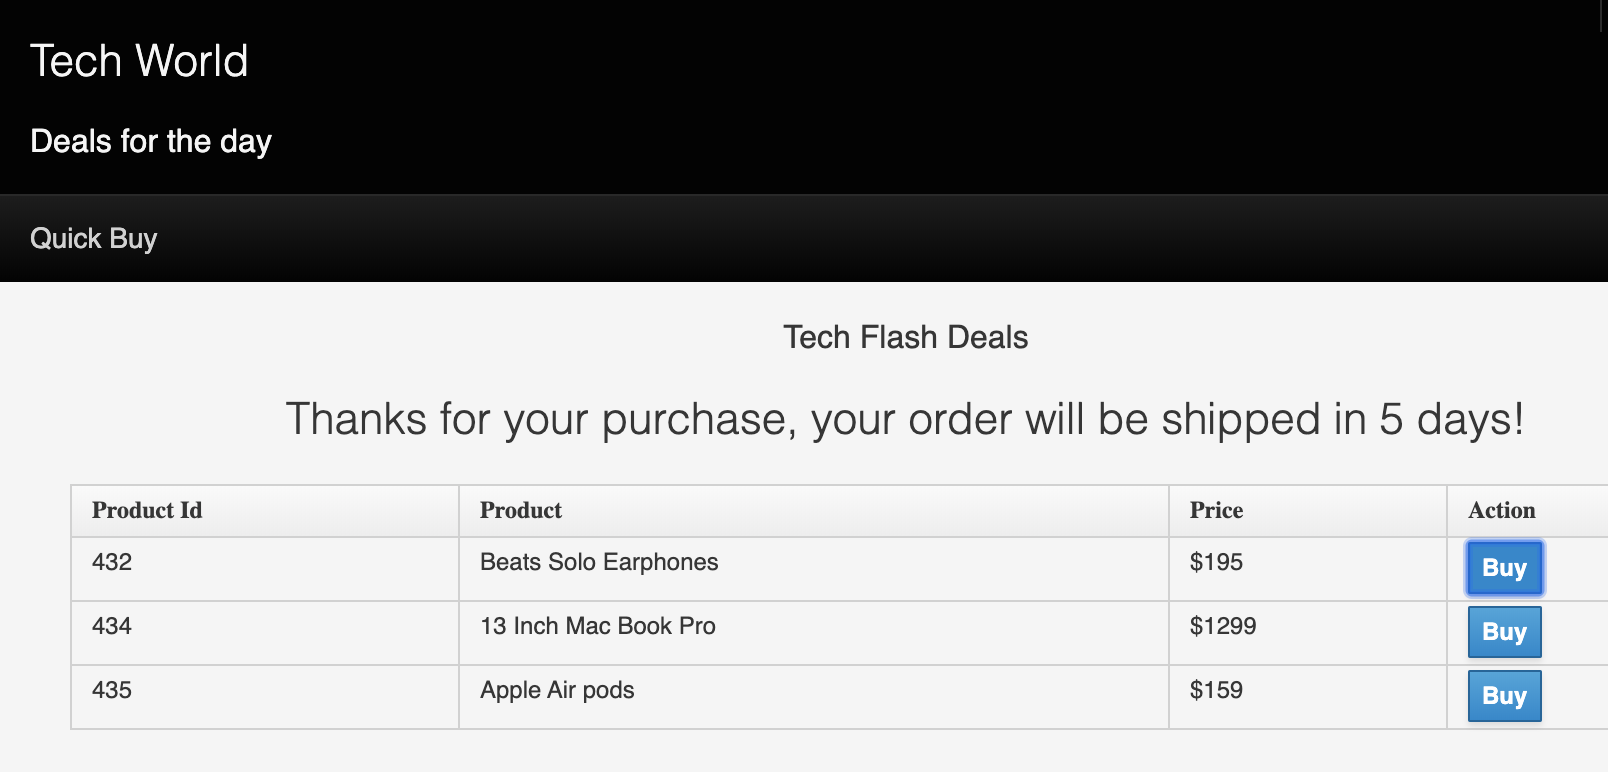 Tech World
Deals for the day
Quick Buy
Tech Flash Deals
Thanks for your purchase, your order will be shipped in 5 days!
Product Id Product Price Action
432 Beats Solo Earphones $195 Buy
434 13 Inch Mac Book Pro $1299 Buy
435 Apple Air pods $159 Buy